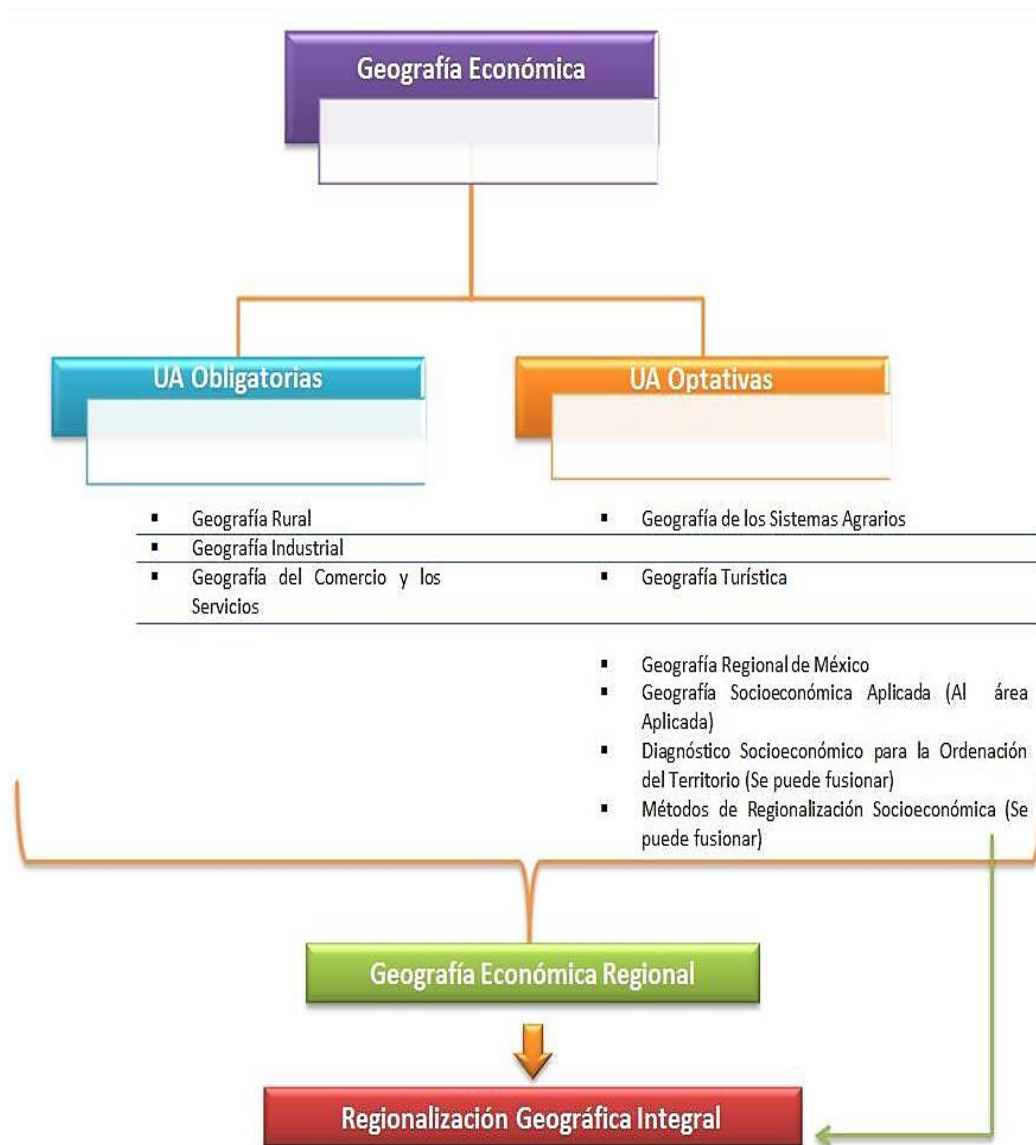 Geografía Económica
UA Obligatorias
UA Optativas
▪ Geografía Rural
▪ Geografía de los Sistemas Agrarios
▪ Geografía Industrial
▪ Geografía del Comercio y los
Servicios
▪ Geografía Turística
▪ Geografía Regional de México
▪ Geografía Socioeconómica Aplicada (Al área
Aplicada)
▪ Diagnóstico Socioeconómico para la Ordenación
del Territorio (Se puede fusionar)
▪ Métodos de Regionalización Socioeconómica (Se
puede fusionar)
Geografía Económica Regional
Regionalización Geográfica Integral